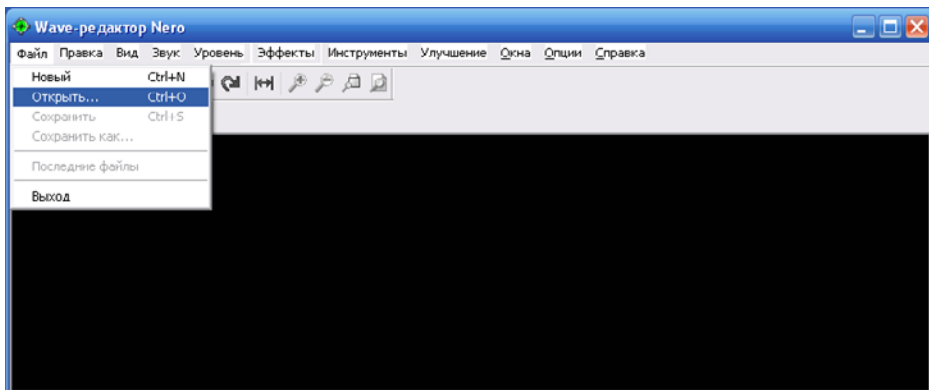 Wave-редактор Nero
Файл Правка Вид Звук Уровень Эффекты Инструменты Улучшение Окна Опции Справка
Новый Ctrl+N
Открыть... Ctrl+O
Сохранить Ctrl+S
Сохранить как...
Последние файлы
Выход